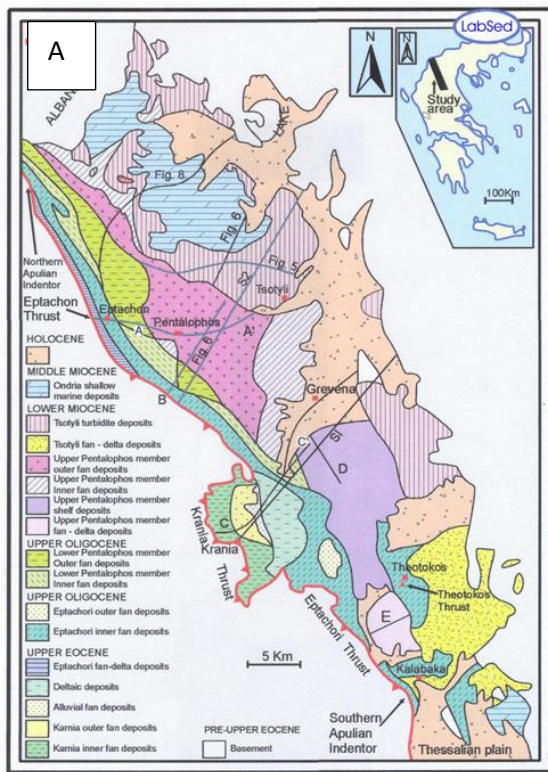 A
LabSed
N
N
ALBAN
LAKE
Study
area
100Km
Fig. 8
Fig. 6
Fig. 5
S2
Tsotyli
Northern
Apulian
Indentor
Eptachon
Thrust
Eptachon
Pentalophos
A
A'
Fig. 6
B
Grevena
HOLOCENE
MIDDLE MIOCENE
Ondria shallow
marine deposits
LOWER MIOCENE
Tsotyli turbidite deposits
Tsotyli fan - delta deposits
Upper Pentalophos member
outer fan deposits
Upper Pentalophos member
Inner fan deposits
Upper Pentalophos member
shelf deposits
Upper Pentalophos member
fan - delta deposits
UPPER OLIGOCENE
Lower Pentalophos member
Outer fan deposits
Lower Pentalophos member
Inner fan deposits
UPPER OLIGOCENE
Eptachori outer fan deposits
Eptachori inner fan deposits
UPPER EOCENE
Eptachori fan-delta deposits
Deltaic deposits
Alluvial fan deposits
Karnia outer fan deposits
Karnia inner fan deposits
PRE-UPPER EOCENE
Basement
C'
D
C
Krania
Krania
Thrust
Eptachori Thrust
Theotokos
Theotokos
Thrust
E
Kalabaka
5 Km
Southern
Apulian
Indentor
Thessalian plain